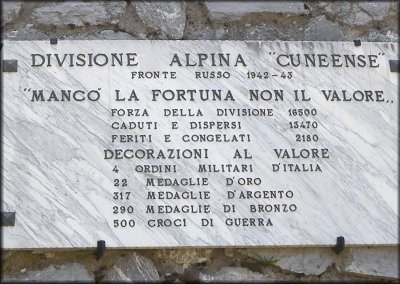 DIVISIONE ALPINA "CUNEENSE"
FRONTE RUSSO 1942-43
"MANCO' LA FORTUNA NON IL VALORE,,
FORZA DELLA DIVISIONE 16500
CADUTI E DISPERSI 13470
FERITI E CONGELATI 2180
DECORAZIONI AL VALORE
4 ORDINI MILITARI D'ITALIA
22 MEDAGLIE D'ORO
317 MEDAGLIE D'ARGENTO
290 MEDAGLIE DI BRONZO
500 CROCI DI GUERRA